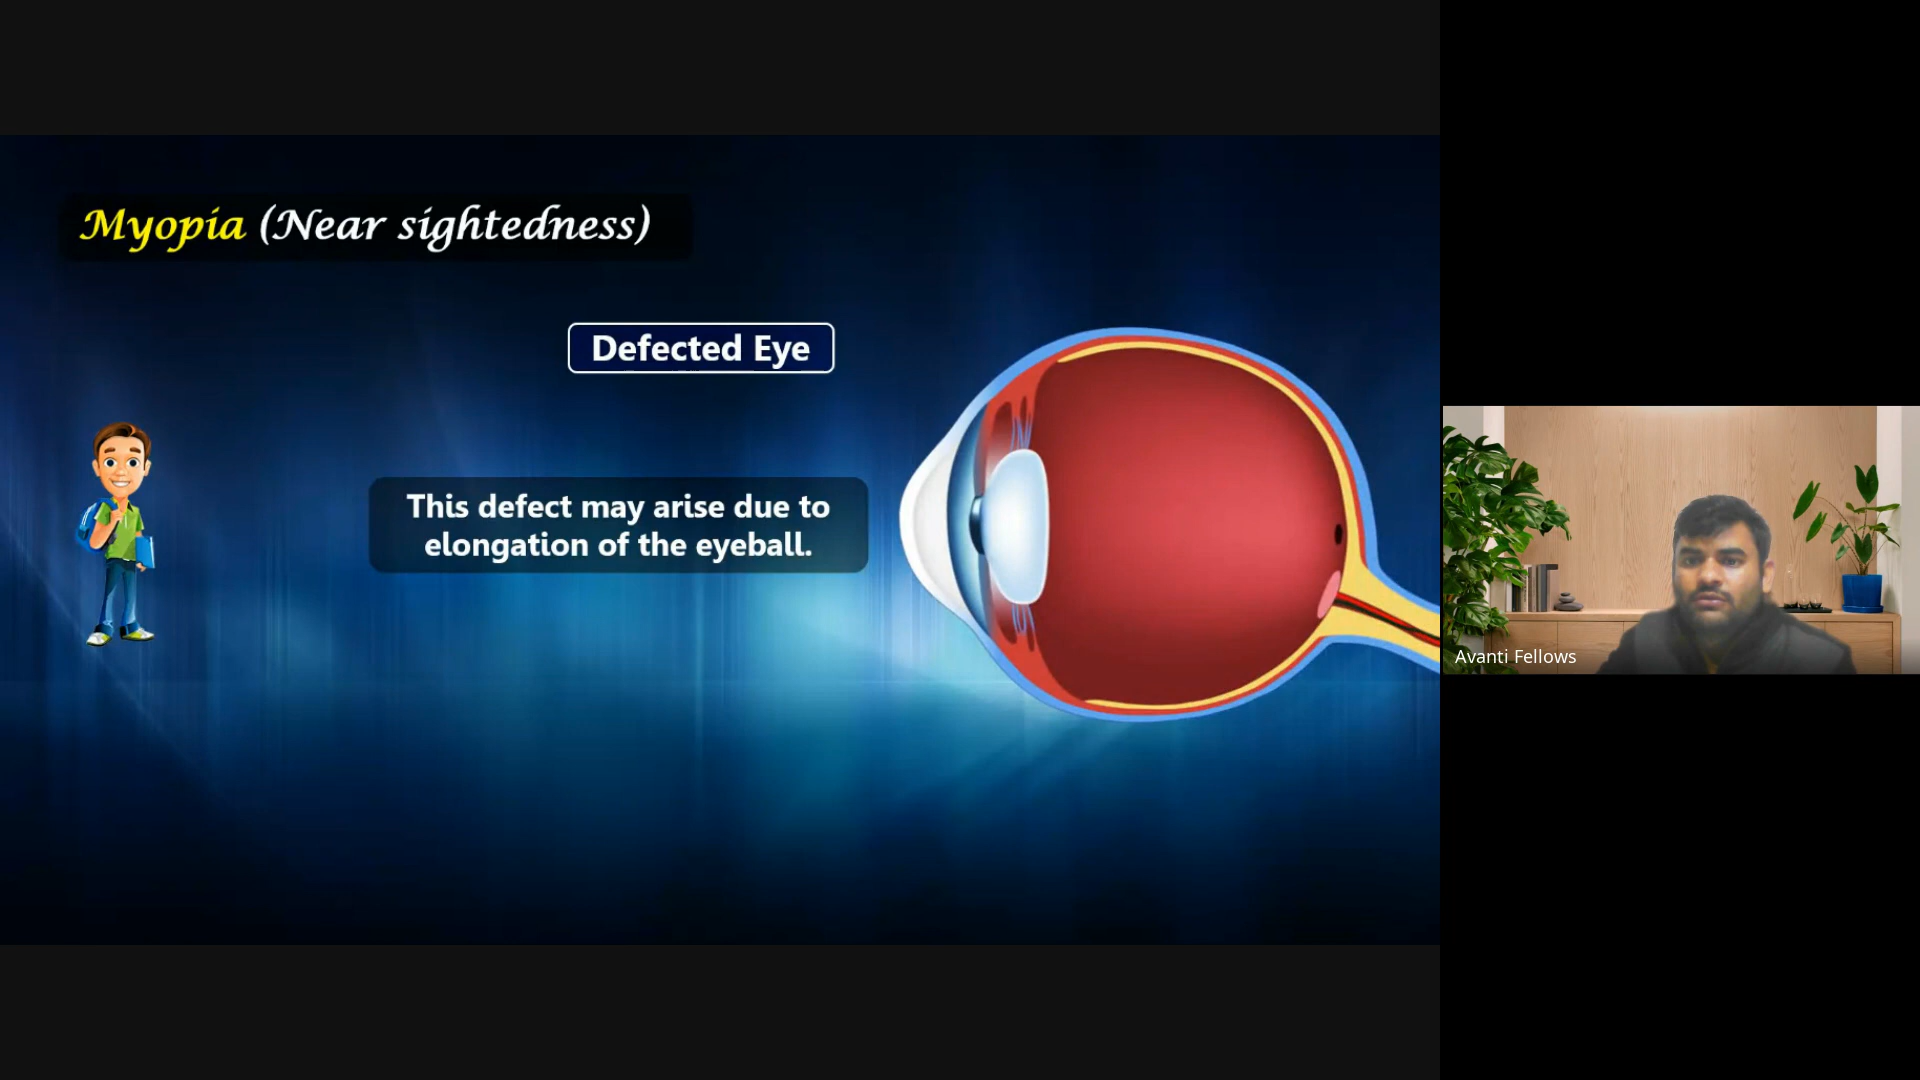 Myopia (Near sightedness)
Defected Eye
This defect may arise due to
elongation of the eyeball.
Avanti Fellows